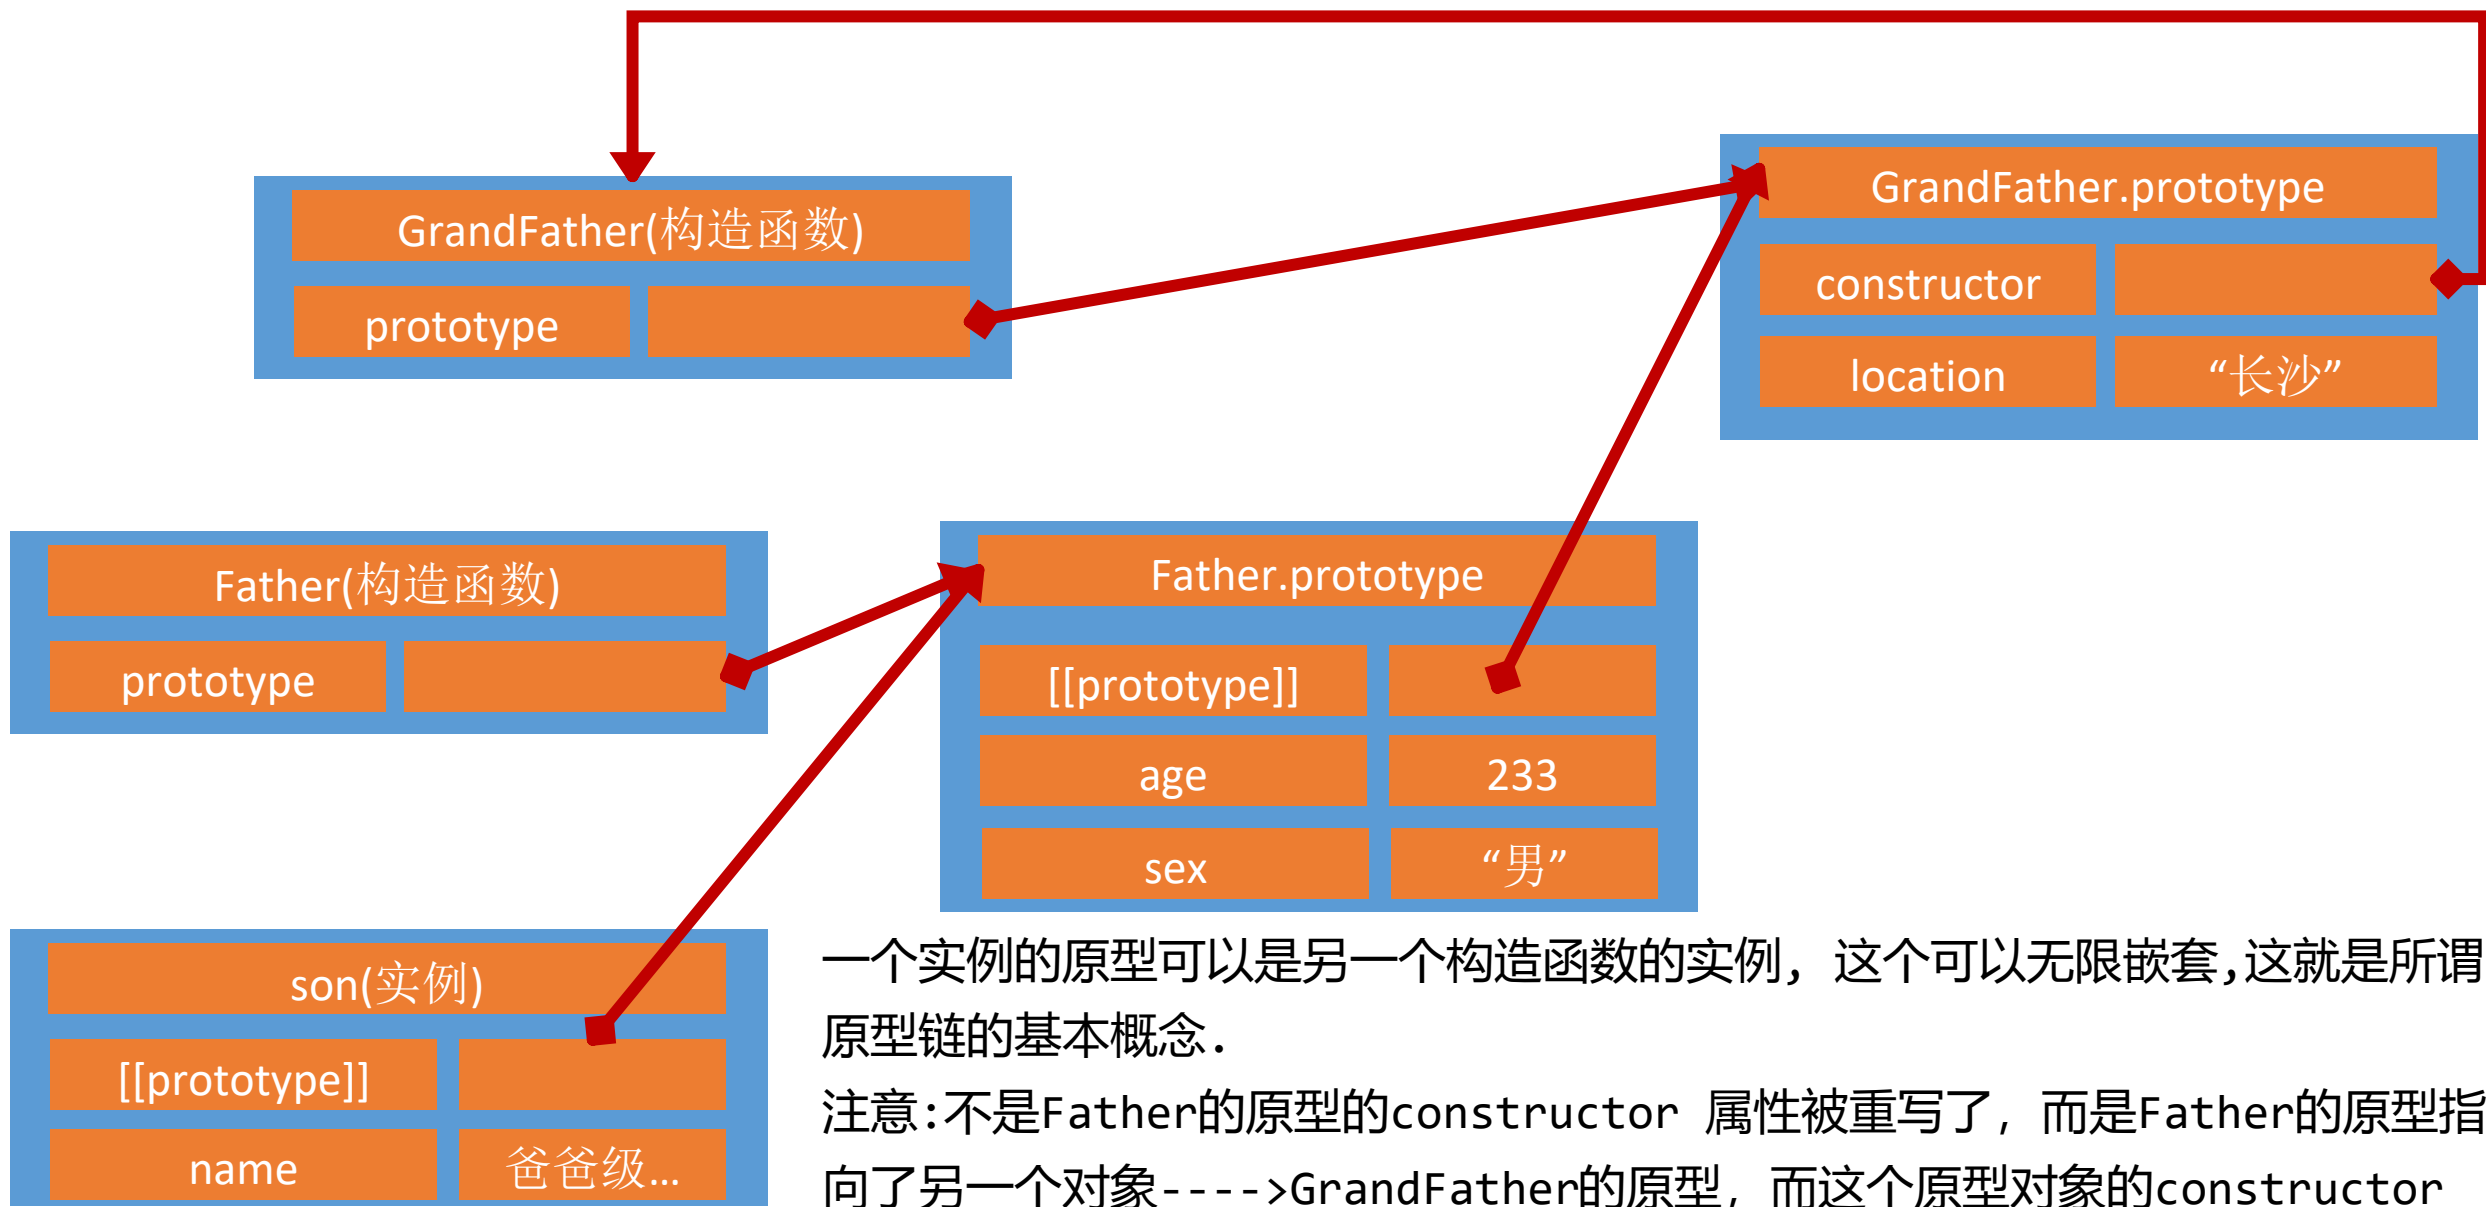 GrandFather(构造函数)
prototype
GrandFather.prototype
constructor
location
“长沙”
Father(构造函数)
prototype
Father.prototype
[[prototype]]
age
233
sex
“男”
son(实例)
[[prototype]]
name
爸爸级…
一个实例的原型可以是另一个构造函数的实例, 这个可以无限嵌套,这就是所谓
原型链的基本概念.
注意:不是Father的原型的constructor 属性被重写了, 而是Father的原型指
向了另一个对象---->GrandFather的原型, 而这个原型对象的constructor